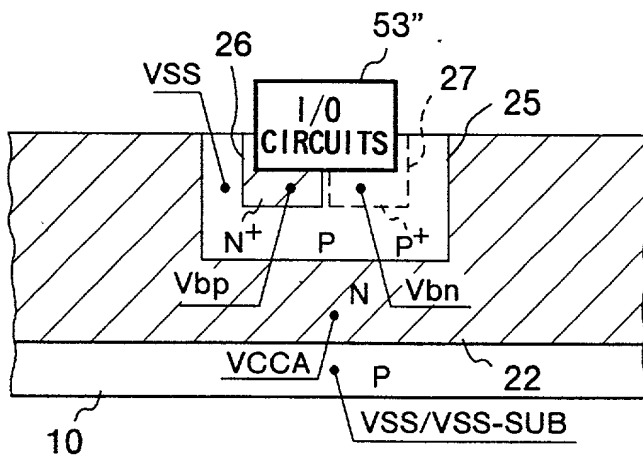 53”
26
27
VSS
25
I/O
CIRCUITS
N+ P P+
Vbp
N
Vbn
VCCA
22
P
10
VSS/VSS-SUB